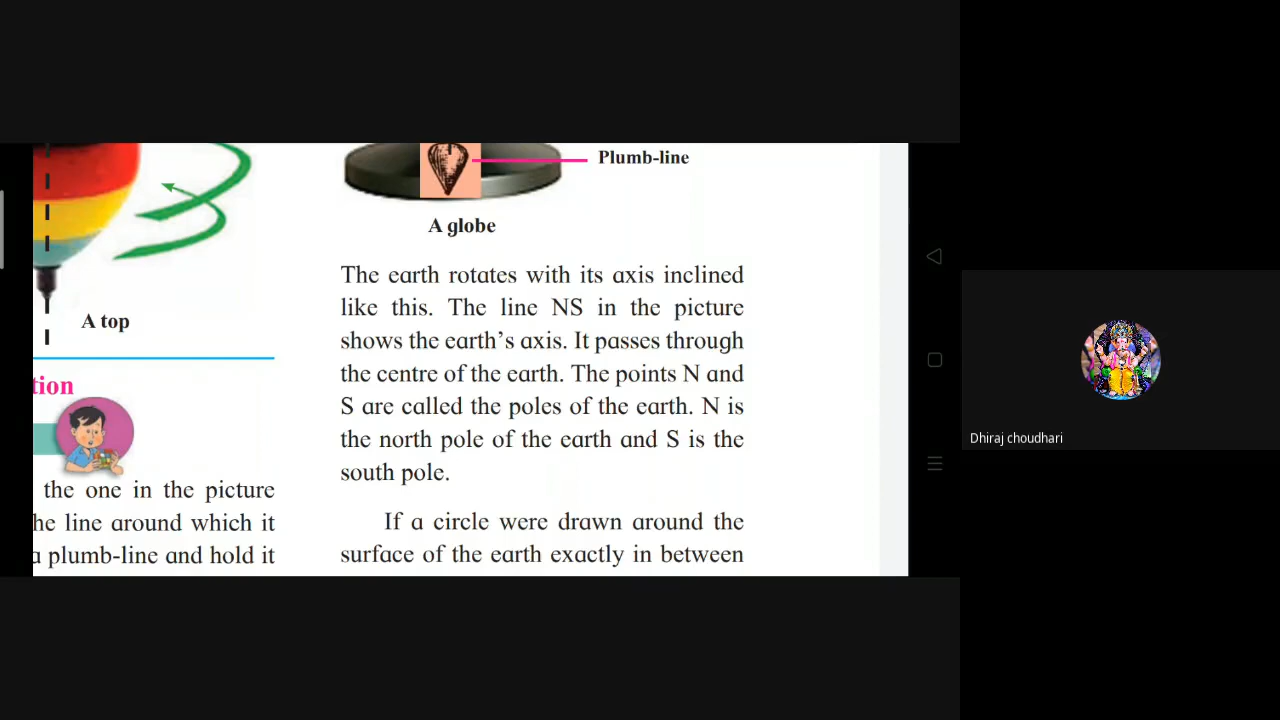 Plumb-line
A globe
A top
tion
the one in the picture
he line around which it
a plumb-line and hold it
The earth rotates with its axis inclined
like this. The line NS in the picture
shows the earth's axis. It passes through
the centre of the earth. The points N and
S are called the poles of the earth. N is
the north pole of the earth and S is the
south pole.
If a circle were drawn around the
surface of the earth exactly in between
Dhiraj choudhari